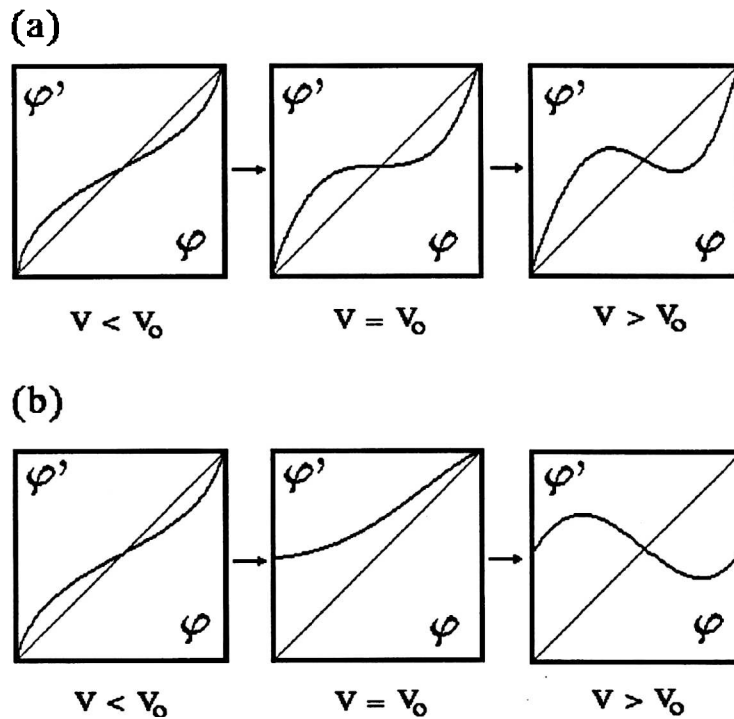 (a)
φ' φ' φ'
φ φ φ
V < V₀ V = V₀ V > V₀
(b)
φ' φ' φ'
φ φ φ
V < V₀ V = V₀ V > V₀